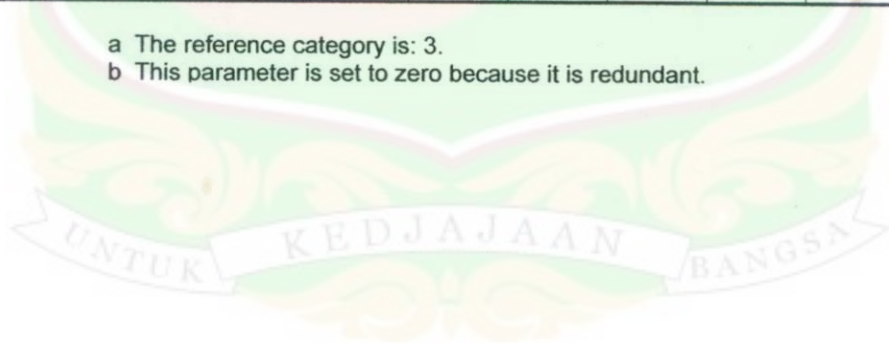 a The reference category is: 3.
b This parameter is set to zero because it is redundant.
UNTUK KEDJAJAAN BANGSA